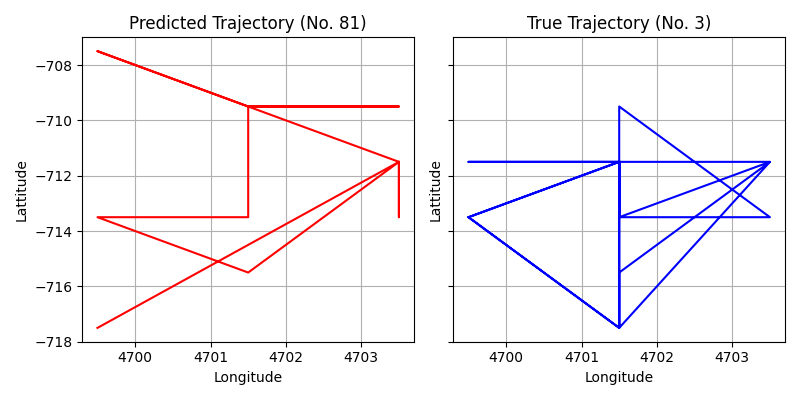 Predicted Trajectory (No. 81)
True Trajectory (No. 3)
−708
−710
−712
−714
−716
−718
Lattitude
Lattitude
4700 4701 4702 4703
4700 4701 4702 4703
Longitude
Longitude